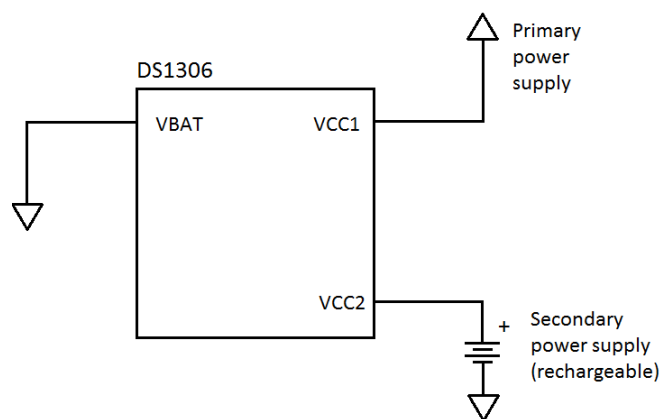 Primary
power
supply
DS1306
VBAT
VCC1
VCC2
+
Secondary
power supply
(rechargeable)